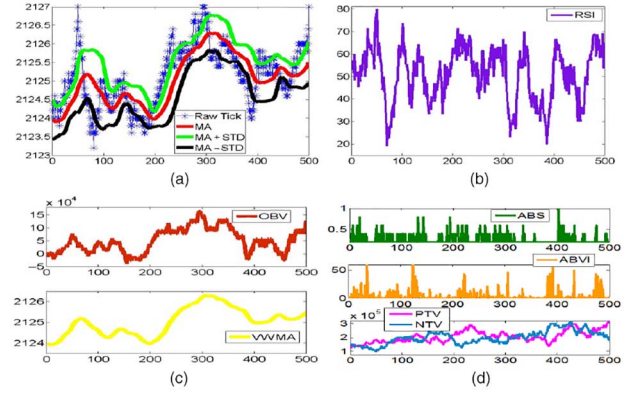 2127
2126.5
2126
2125.5
2125
2124.5
2124
2123.5
2123
0 100 200 300 400 500
Raw Tick
MA
MA + STD
MA – STD
(a)
80
70
60
50
40
30
20
0 100 200 300 400 500
RSI
(b)
x 10^4
15
10
5
0
-5
0 100 200 300 400 500
OBV
2126
2125
2124
0 100 200 300 400 500
VWMA
(c)
1
0.5
0 100 200 300 400 500
ABS
50
0
0 100 200 300 400 500
ABVI
x 10^5
3
2
1
0 100 200 300 400 500
PTV
NTV
(d)